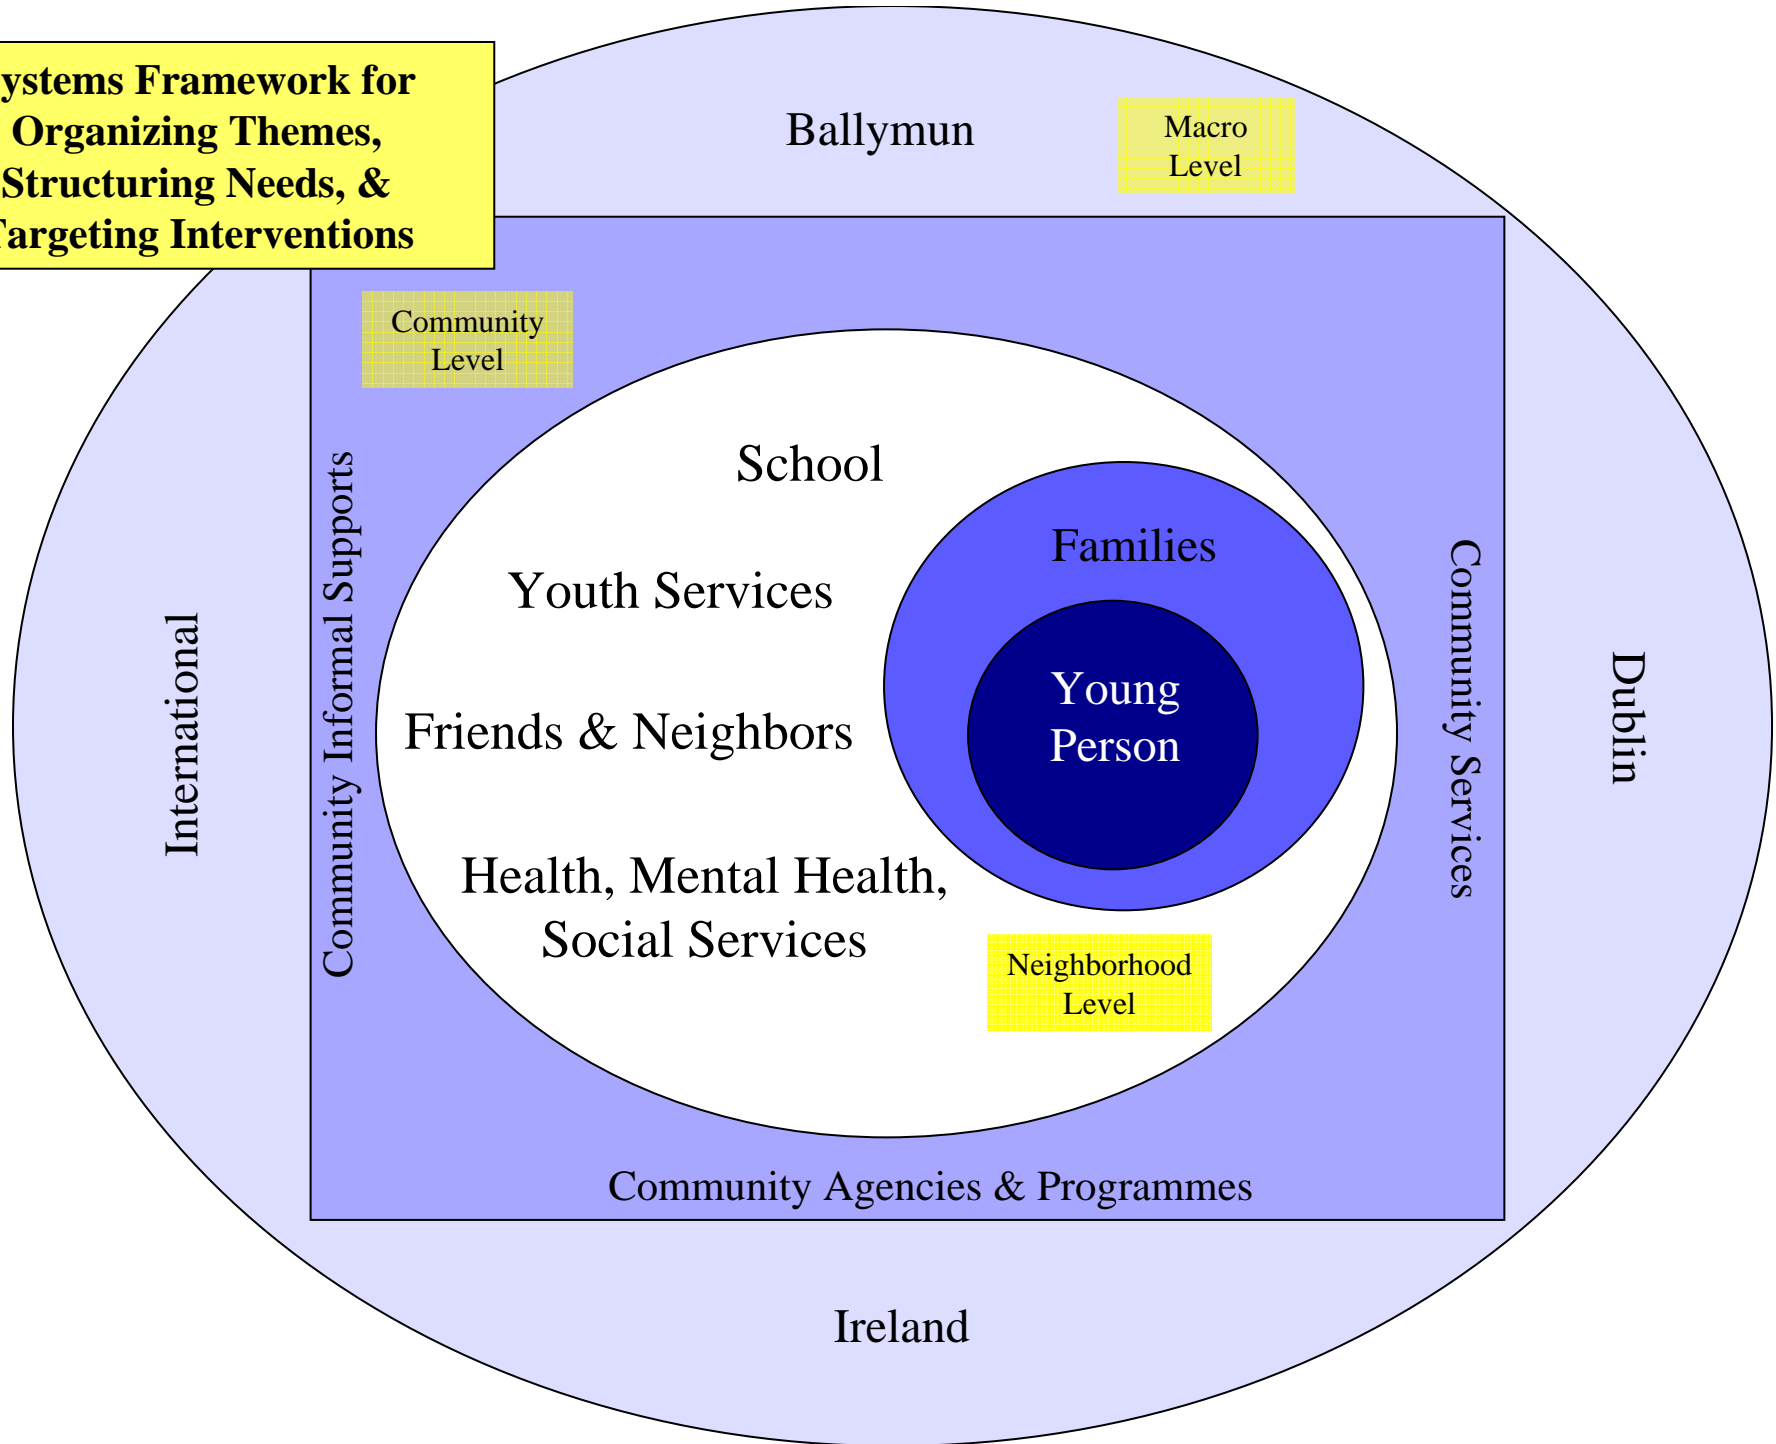 ystems Framework for
Organizing Themes,
Structuring Needs, &
Targeting Interventions
Ballymun
Macro
Level
Community
Level
School
Families
Youth Services
Young
Person
Friends & Neighbors
Health, Mental Health,
Social Services
Neighborhood
Level
International
Community Informal Supports
Community Services
Dublin
Community Agencies & Programmes
Ireland